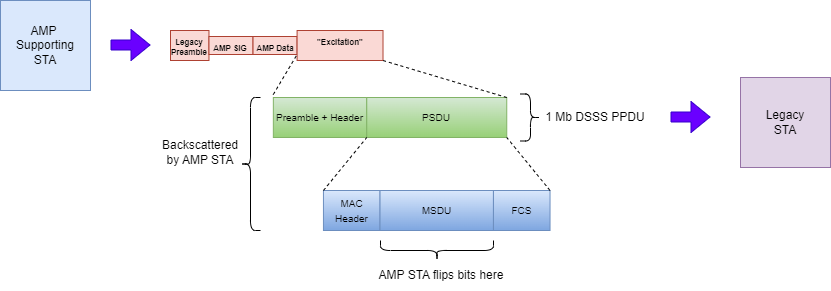 AMP
Supporting
STA
Legacy
Preamble
AMP SIG
AMP Data
"Excitation"
Preamble + Header
PSDU
1 Mb DSSS PPDU
Legacy
STA
Backscattered
by AMP STA
MAC
Header
MSDU
FCS
AMP STA flips bits here